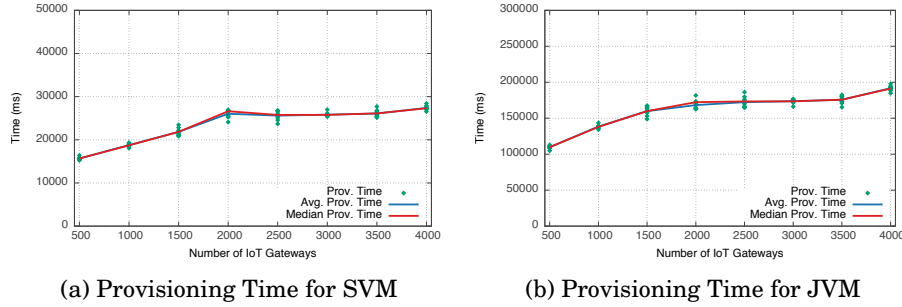 50000
40000
30000
20000
10000
0
Time (ms)
500 1000 1500 2000 2500 3000 3500 4000
Number of IoT Gateways
Prov. Time
Avg. Prov. Time
Median Prov. Time
(a) Provisioning Time for SVM
300000
250000
200000
150000
100000
50000
0
Time (ms)
500 1000 1500 2000 2500 3000 3500 4000
Number of IoT Gateways
Prov. Time
Avg. Prov. Time
Median Prov. Time
(b) Provisioning Time for JVM